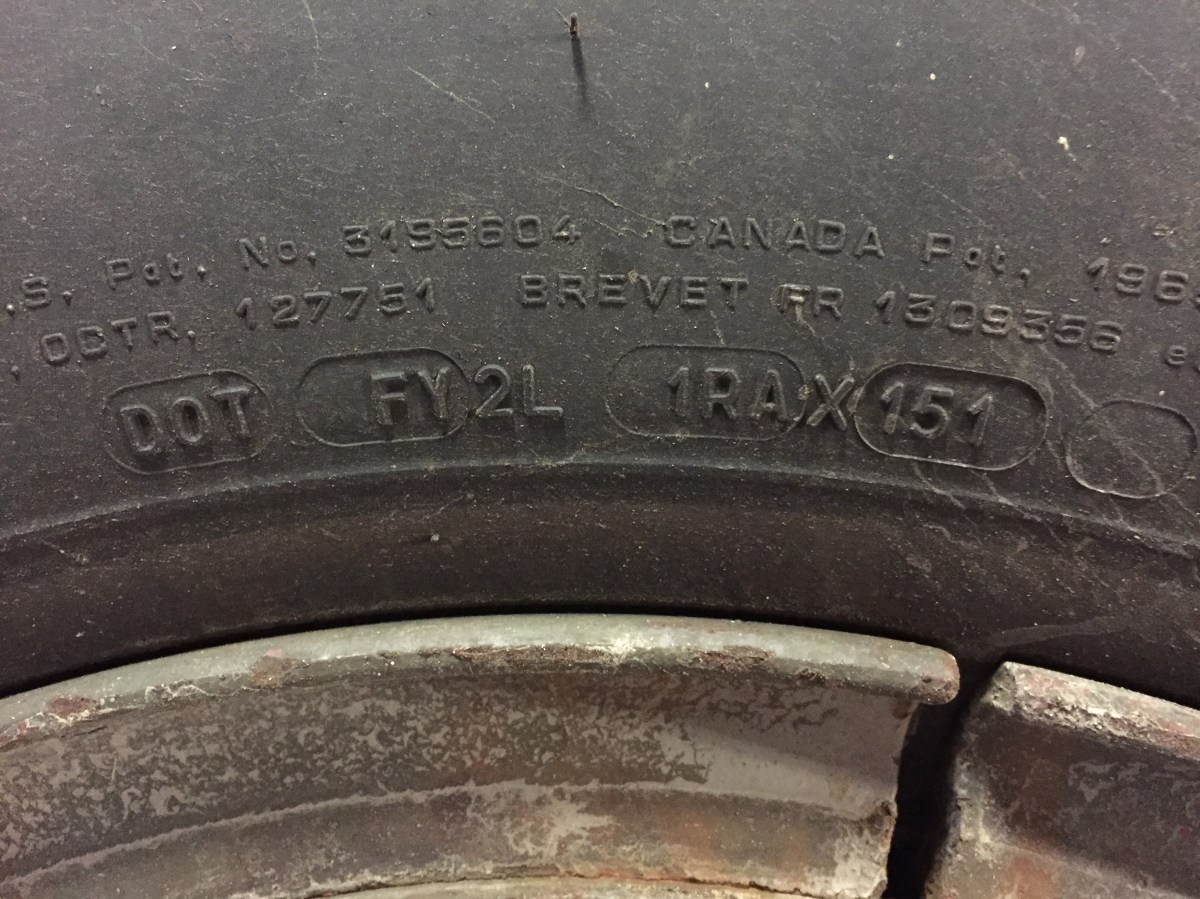 .S. Pat. No. 3195604 CANADA Pat. 196
OCTR. 127751 BREVET FR 1309356
DOT FY 2L 1RA X 151